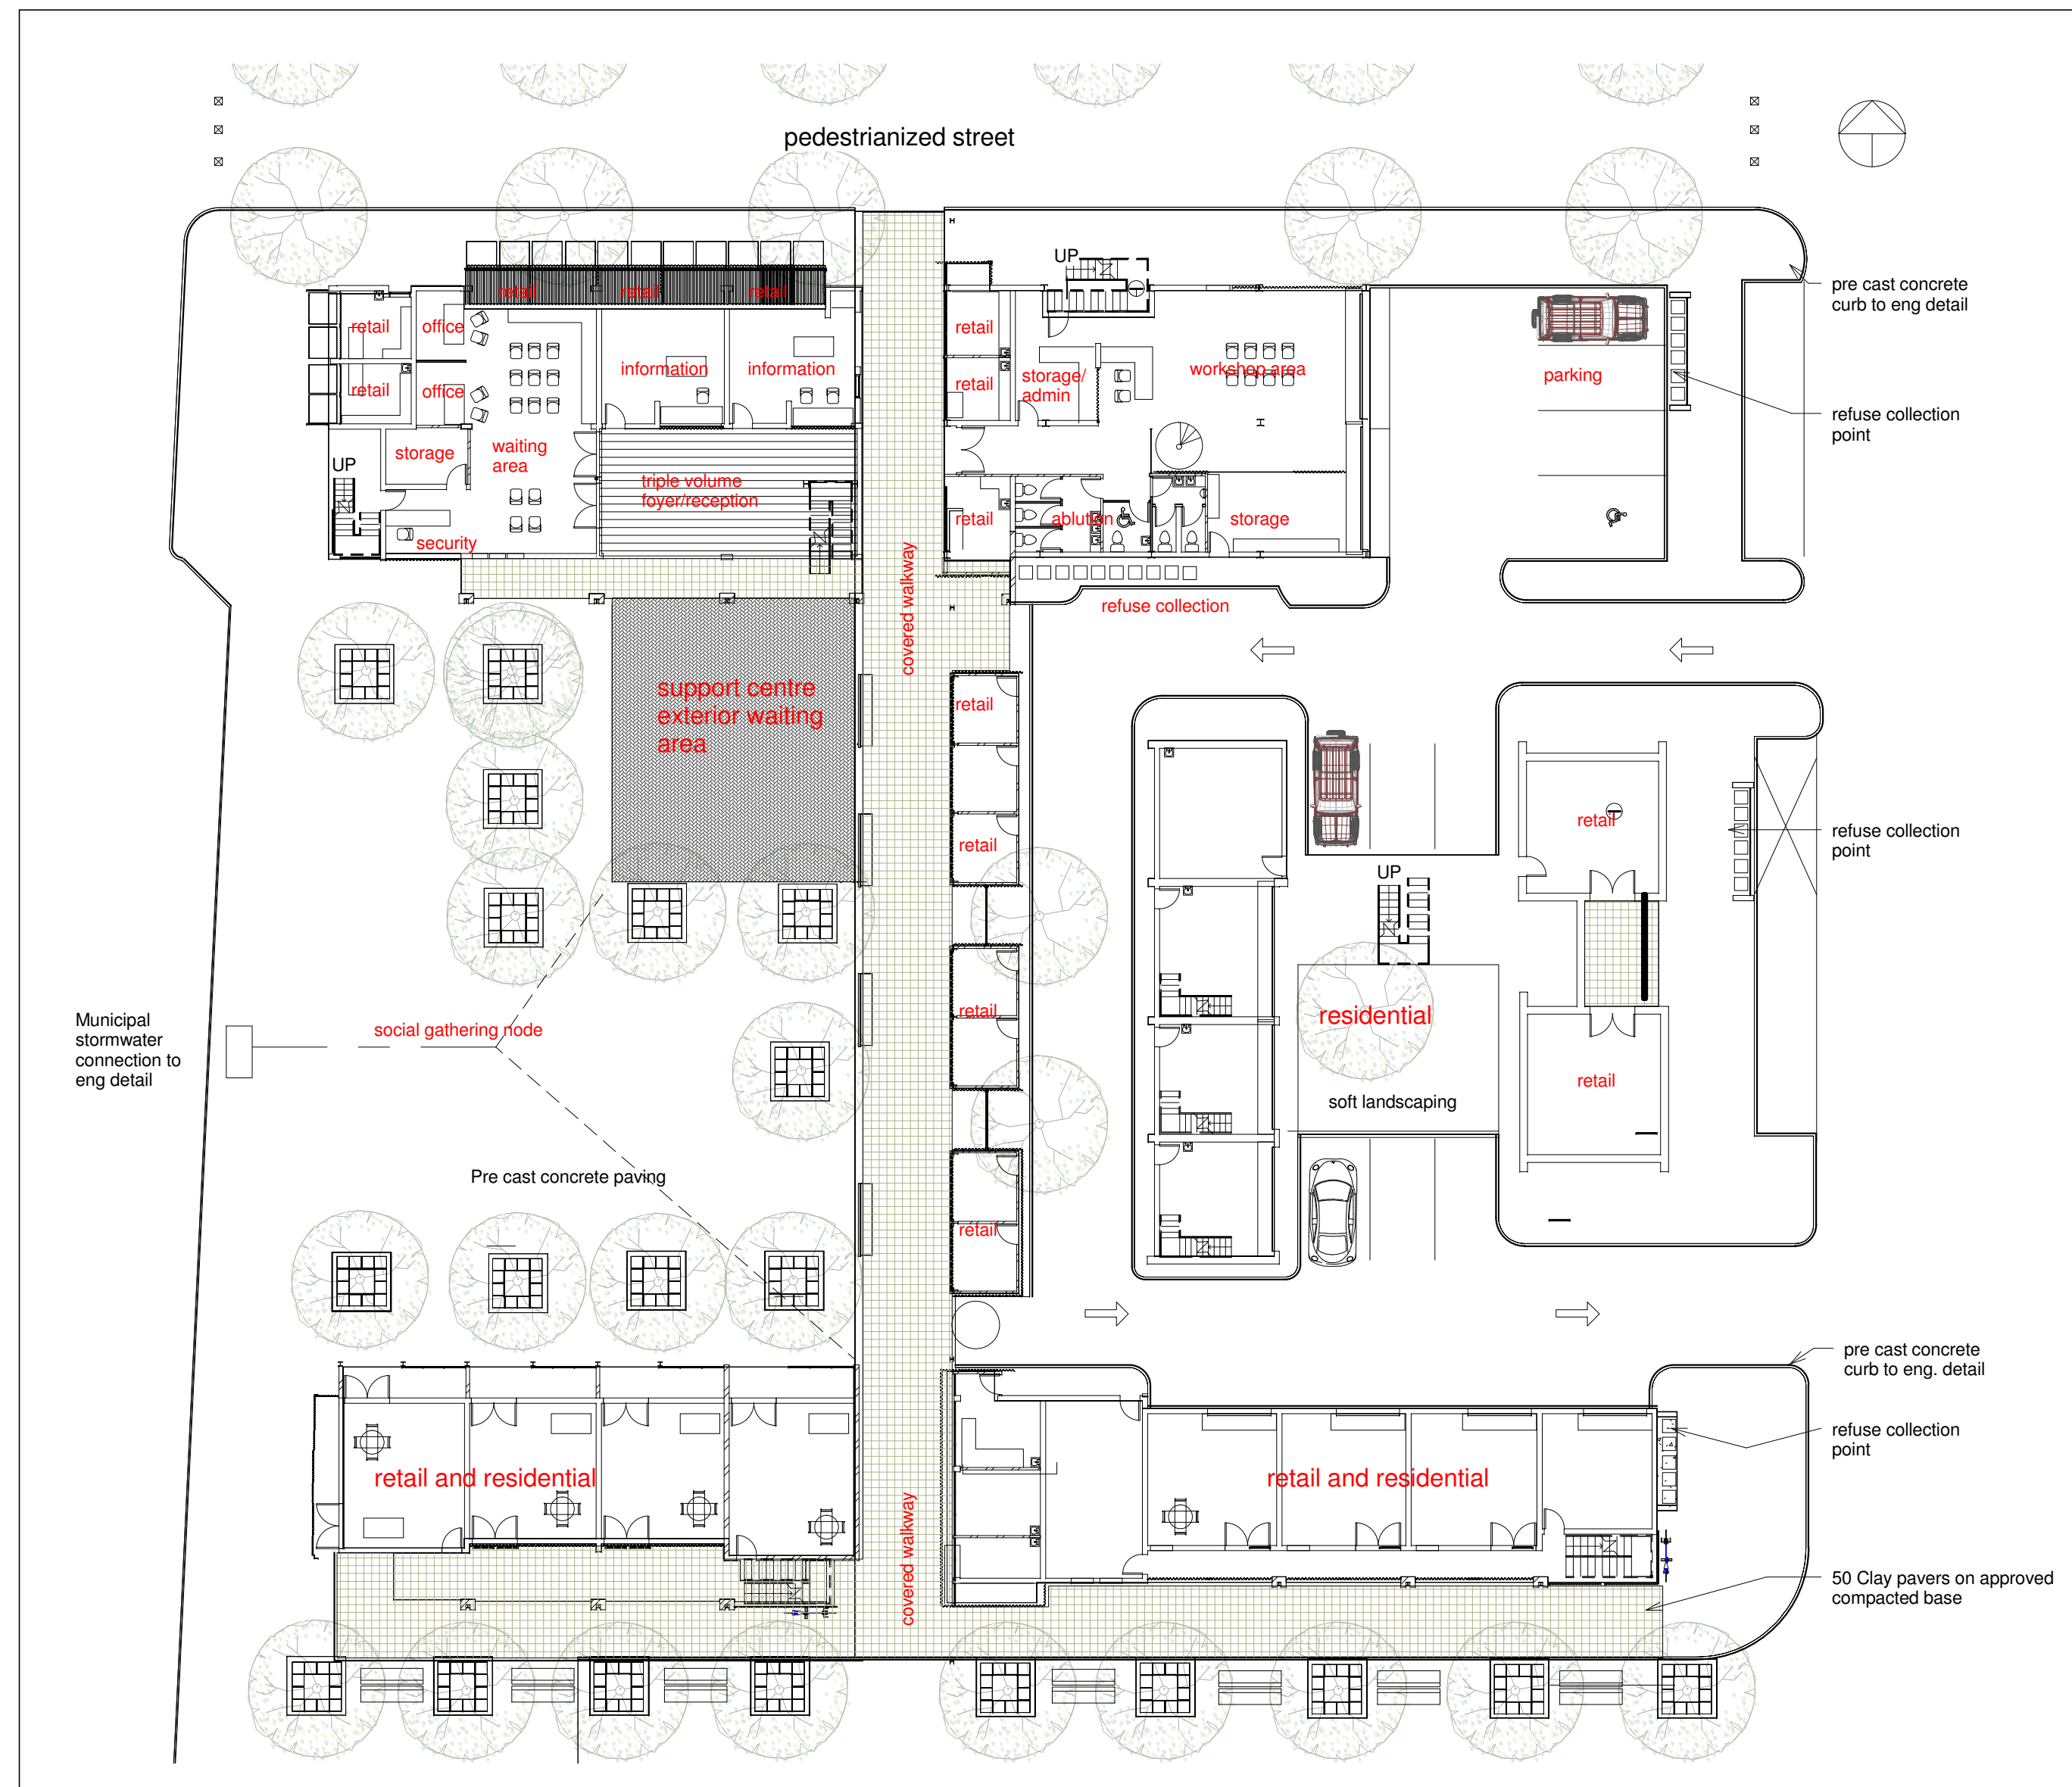 pedestrianized street
UP
pre cast concrete
curb to eng detail
retail
retail
retail
retail
office
retail
information
information
retail
office
retail
storage/
admin
workshop area
parking
refuse collection
point
waiting
area
storage
UP
triple volume
foyer/reception
security
retail
ablution
storage
covered walkway
refuse collection
support centre
exterior waiting
area
retail
retail
retail
refuse collection
point
UP
retail
residential
Municipal
stormwater
connection to
eng detail
social gathering node
retail
soft landscaping
Pre cast concrete paving
retail
pre cast concrete
curb to eng. detail
refuse collection
point
retail and residential
retail and residential
covered walkway
50 Clay pavers on approved
compacted base